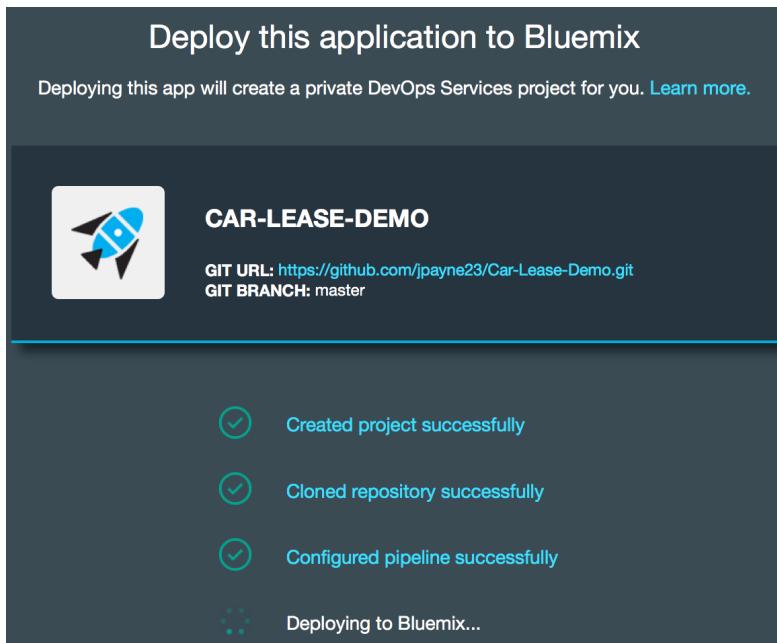 Deploy this application to Bluemix
Deploying this app will create a private DevOps Services project for you. Learn more.
CAR-LEASE-DEMO
GIT URL: https://github.com/jpayne23/Car-Lease-Demo.git
GIT BRANCH: master
Created project successfully
Cloned repository successfully
Configured pipeline successfully
Deploying to Bluemix...